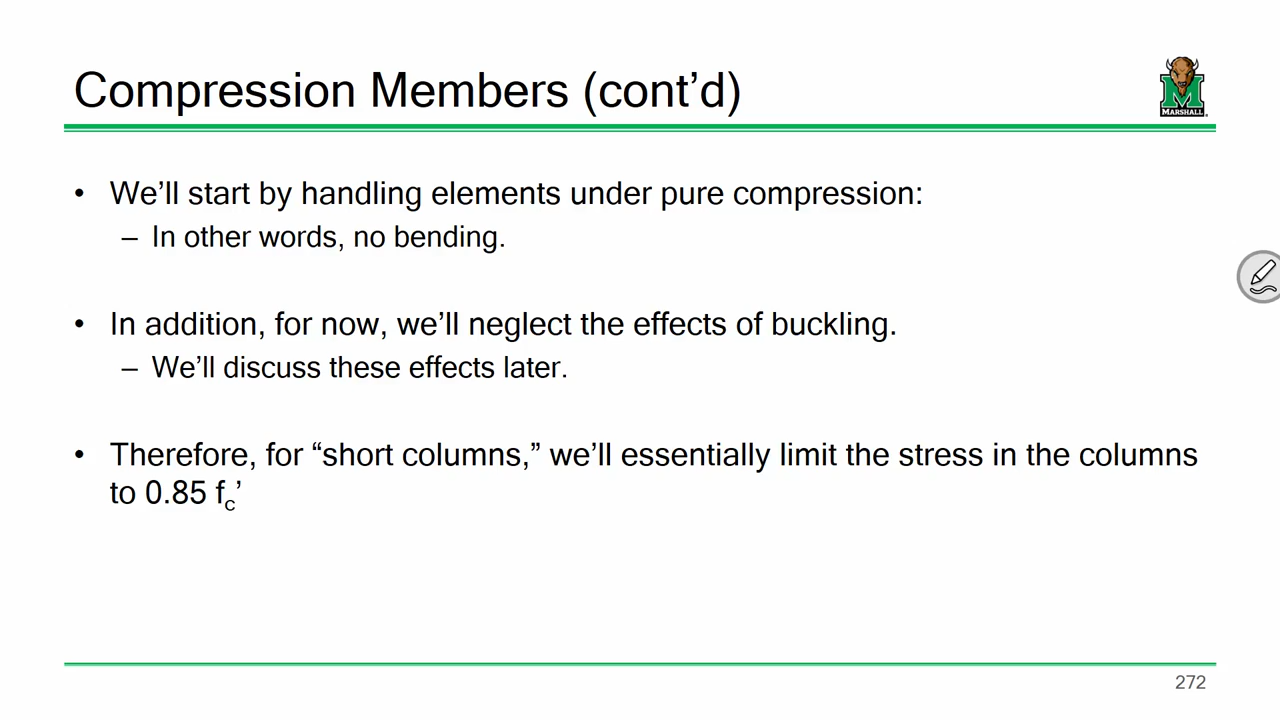 Compression Members (cont’d)
MARSHALL
• We’ll start by handling elements under pure compression:
– In other words, no bending.
• In addition, for now, we’ll neglect the effects of buckling.
– We’ll discuss these effects later.
• Therefore, for “short columns,” we’ll essentially limit the stress in the columns
to 0.85 fc’
272